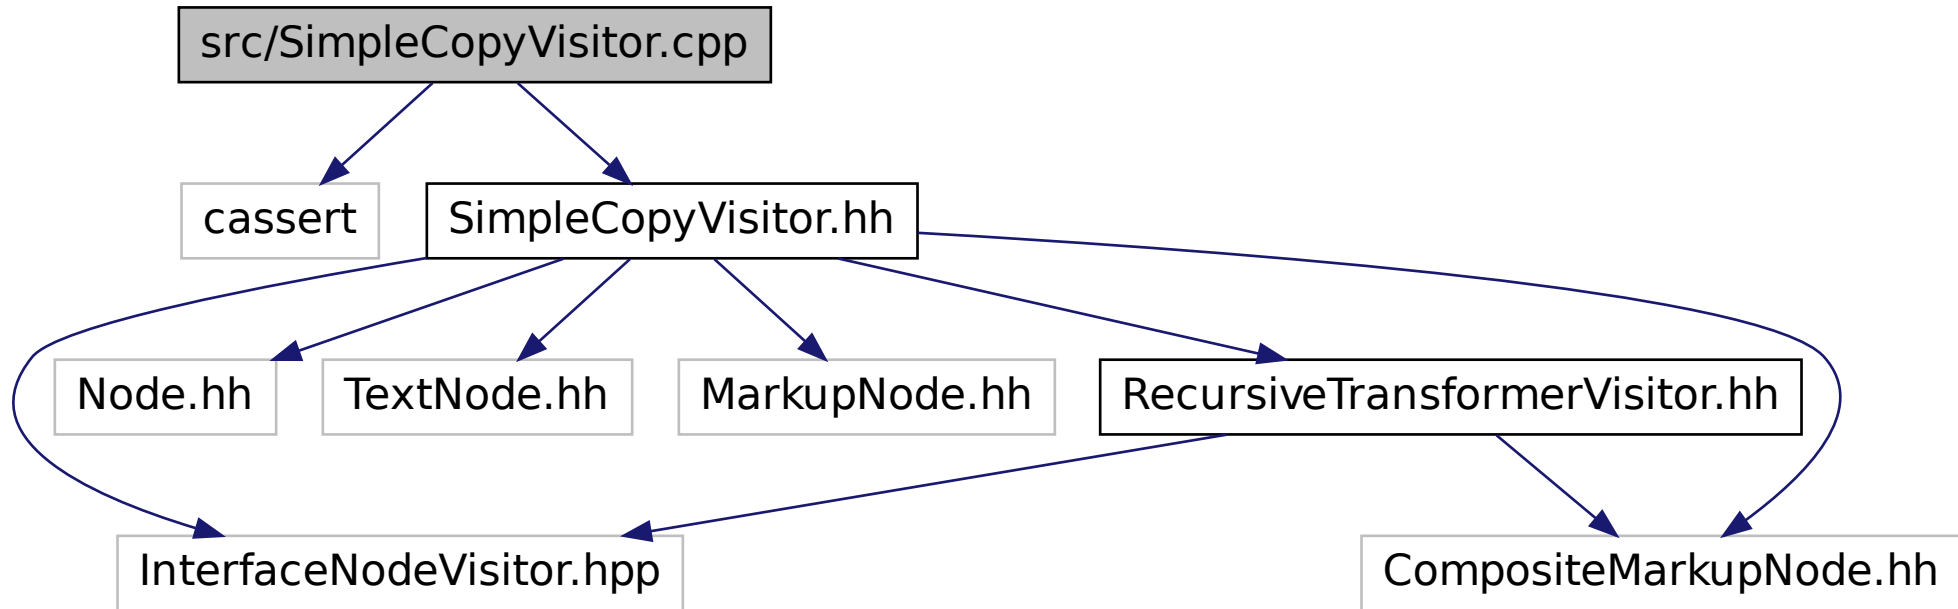 src/SimpleCopyVisitor.cpp
cassert
SimpleCopyVisitor.hh
Node.hh
TextNode.hh
MarkupNode.hh
RecursiveTransformerVisitor.hh
InterfaceNodeVisitor.hpp
CompositeMarkupNode.hh